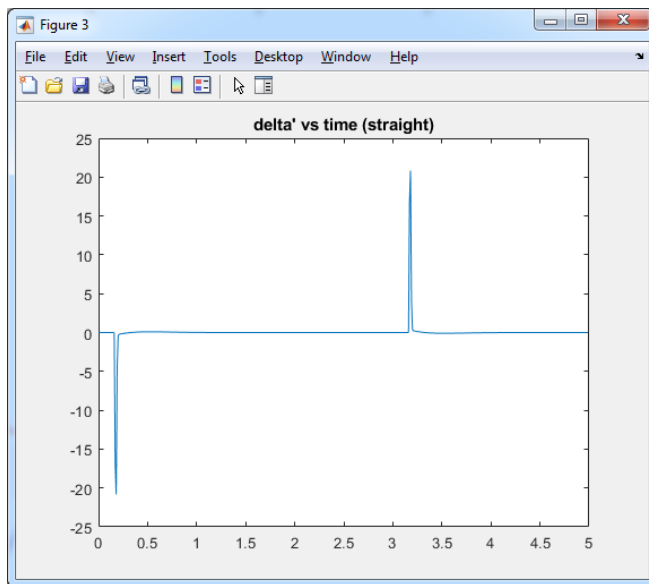 Figure 3
File Edit View Insert Tools Desktop Window Help
delta' vs time (straight)
25
20
15
10
5
0
-5
-10
-15
-20
-25
0 0.5 1 1.5 2 2.5 3 3.5 4 4.5 5